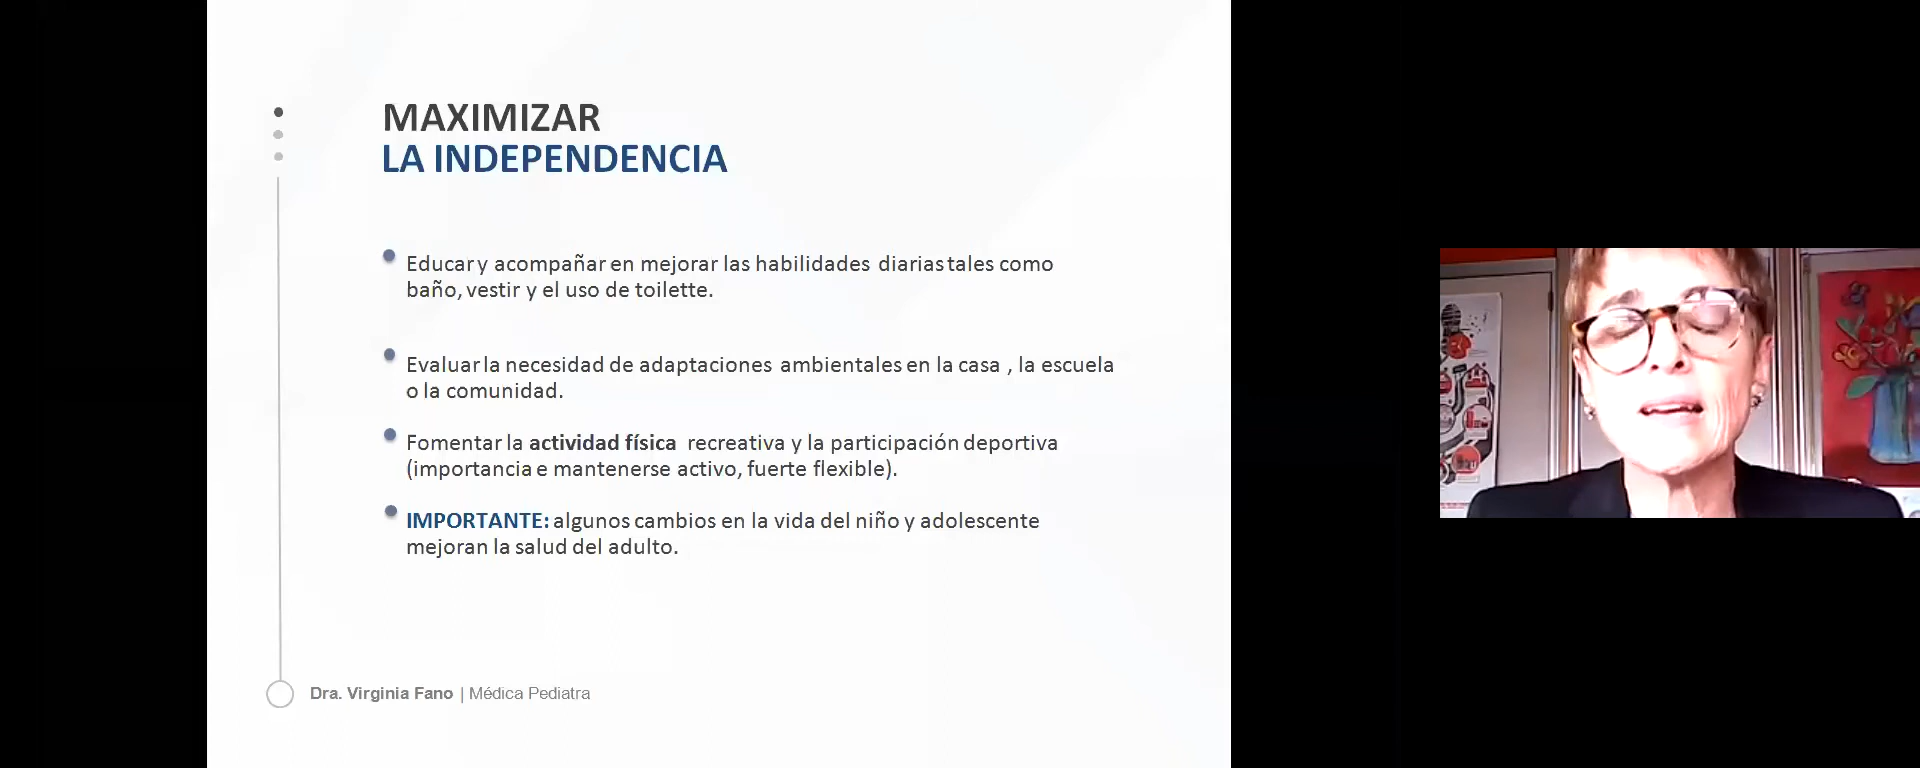 MAXIMIZAR
LA INDEPENDENCIA
Educar y acompañar en mejorar las habilidades diarias tales como
baño, vestir y el uso de toilette.
Evaluar la necesidad de adaptaciones ambientales en la casa , la escuela
o la comunidad.
Fomentar la actividad física recreativa y la participación deportiva
(importancia e mantenerse activo, fuerte flexible).
IMPORTANTE: algunos cambios en la vida del niño y adolescente
mejoran la salud del adulto.
Dra. Virginia Fano | Médica Pediatra